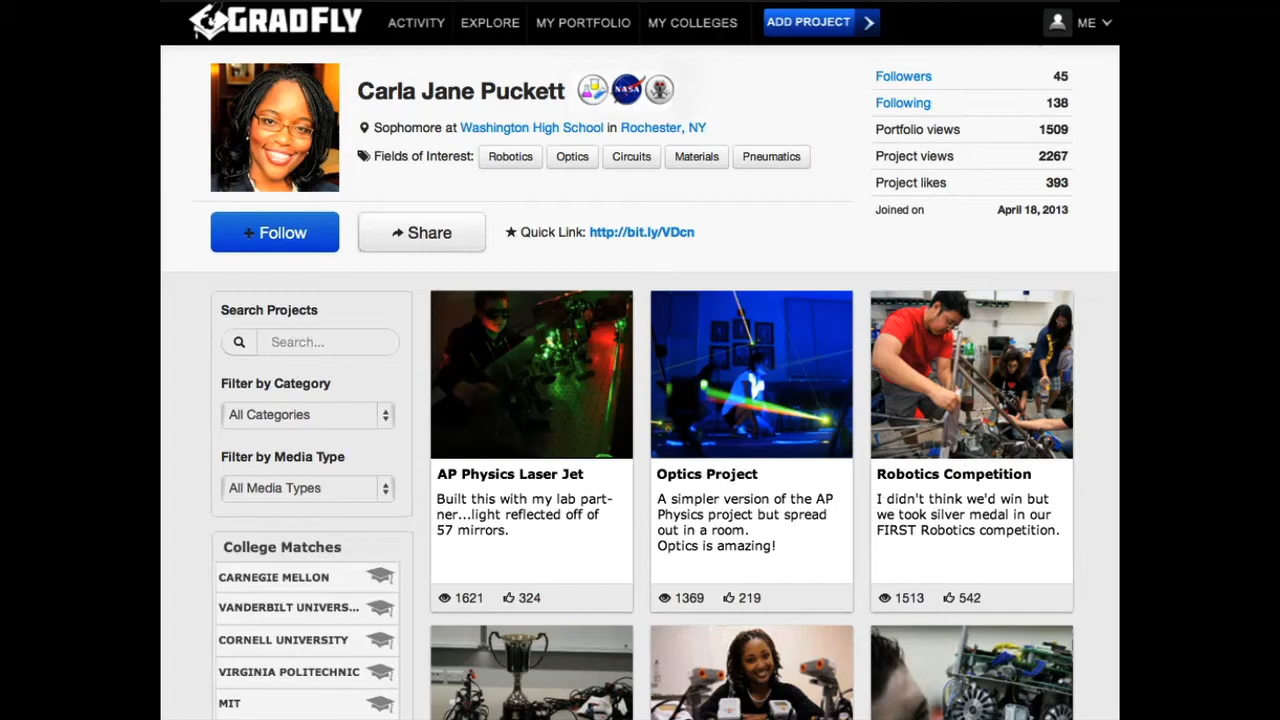 GRADFLY
ACTIVITY EXPLORE MY PORTFOLIO MY COLLEGES ADD PROJECT ME
Carla Jane Puckett NASA
Sophomore at Washington High School in Rochester, NY
Fields of Interest: Robotics Optics Circuits Materials Pneumatics
Followers 45
Following 138
Portfolio views 1509
Project views 2267
Project likes 393
Joined on April 18, 2013
+ Follow
Share
Quick Link: http://bit.ly/VDcn
Search Projects
Search...
Filter by Category
All Categories
Filter by Media Type
All Media Types
College Matches
CARNEGIE MELLON
VANDERBILT UNIVERS...
CORNELL UNIVERSITY
VIRGINIA POLITECHNIC
MIT
AP Physics Laser Jet
Built this with my lab part-
ner...light reflected off of
57 mirrors.
1621 324
Optics Project
A simpler version of the AP
Physics project but spread
out in a room.
Optics is amazing!
1369 219
Robotics Competition
I didn't think we'd win but
we took silver medal in our
FIRST Robotics competition.
1513 542